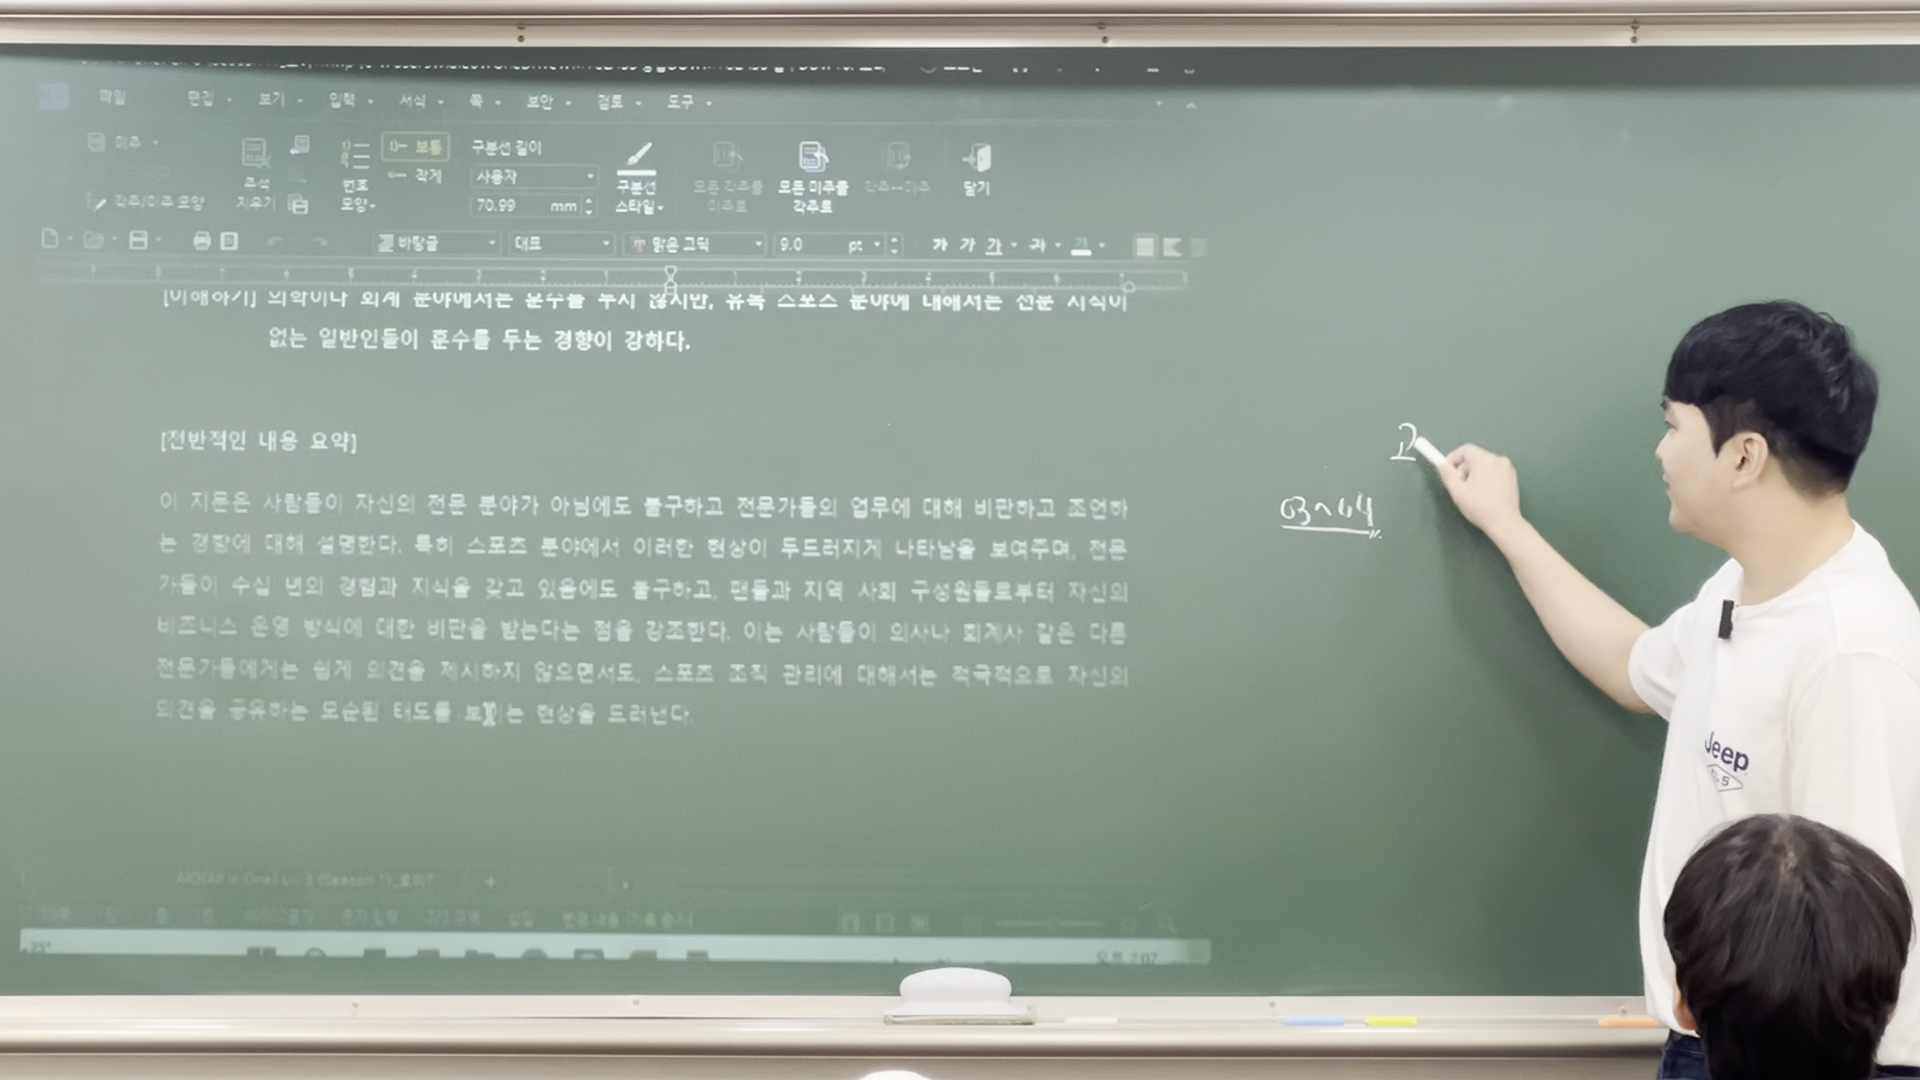 파일 편집 보기 입력 서식 쪽 보안 검토 도구
미주 보통 구분선 길이
작게 사용자
각주/미주 모양 주석 지우기 번호 모양 70.99 mm 구분선 스타일 모든 각주를 미주로 모든 미주를 각주로 각주↔미주 닫기
바탕글 대표 맑은 고딕 9.0 pt 가 가 가 가 가
[이해하기] 의학이나 회계 분야에서는 훈수를 두지 않지만, 유독 스포츠 분야에 대해서는 전문 지식이
없는 일반인들이 훈수를 두는 경향이 강하다.
[전반적인 내용 요약]
이 지문은 사람들이 자신의 전문 분야가 아님에도 불구하고 전문가들의 업무에 대해 비판하고 조언하
는 경향에 대해 설명한다. 특히 스포츠 분야에서 이러한 현상이 두드러지게 나타남을 보여주며, 전문
가들이 수십 년의 경험과 지식을 갖고 있음에도 불구하고, 팬들과 지역 사회 구성원들로부터 자신의
비즈니스 운영 방식에 대한 비판을 받는다는 점을 강조한다. 이는 사람들이 의사나 회계사 같은 다른
전문가들에게는 쉽게 의견을 제시하지 않으면서도, 스포츠 조직 관리에 대해서는 적극적으로 자신의
의견을 공유하는 모순된 태도를 보이는 현상을 드러낸다.
03~04
Jeep
오후 2:07